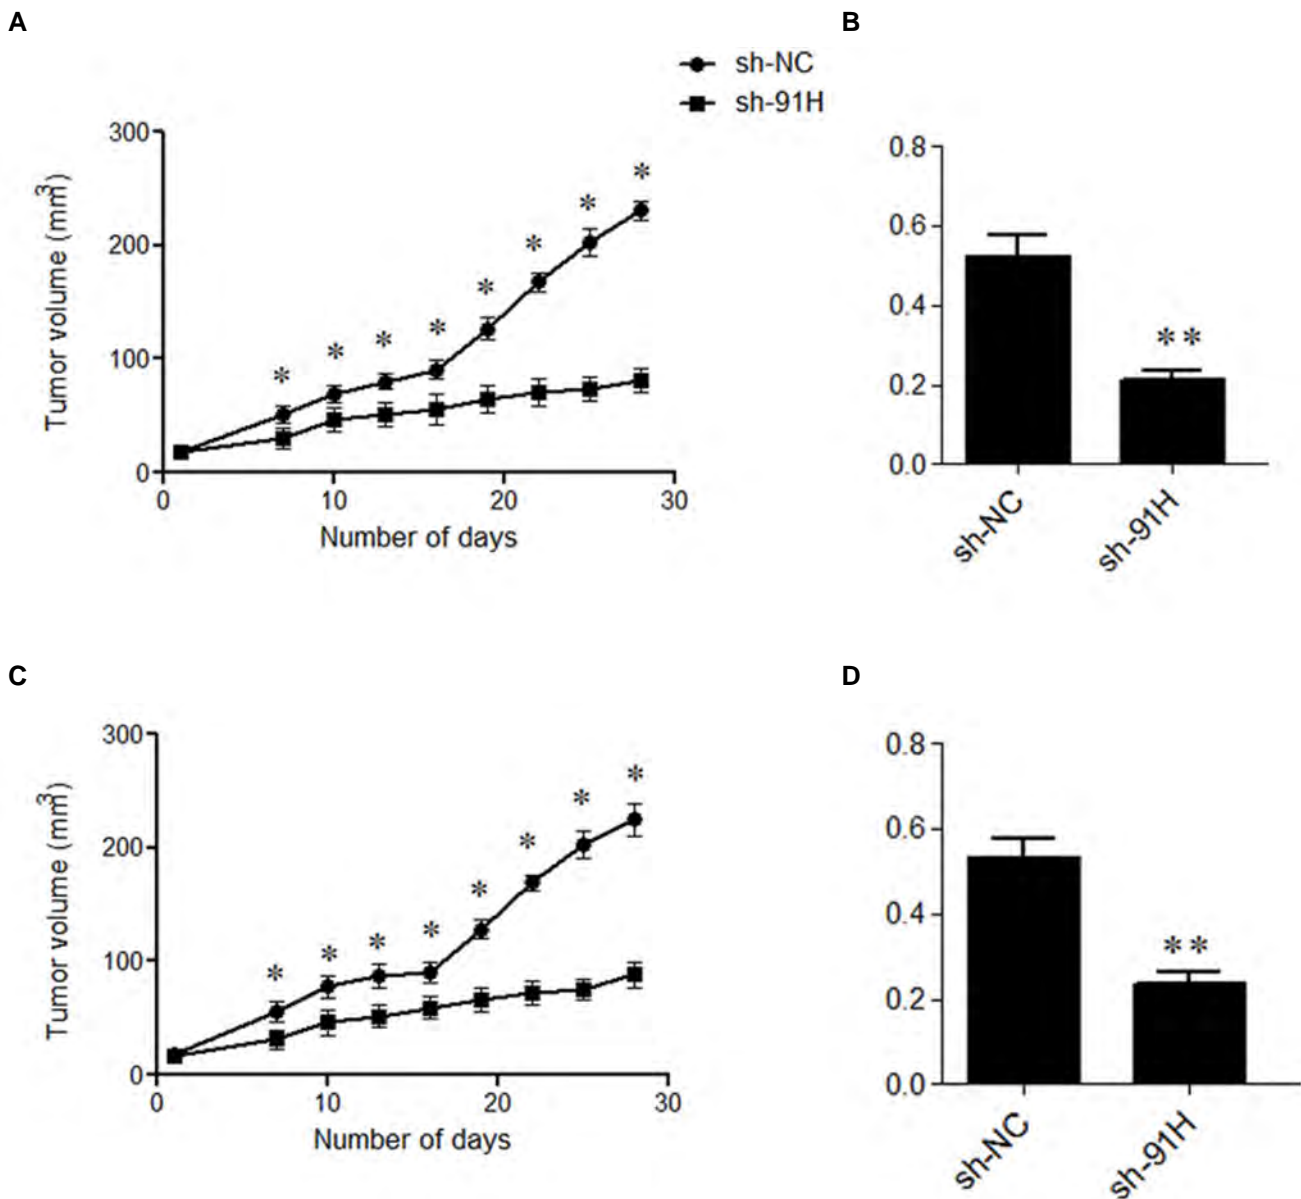 A
B
sh-NC
sh-91H
300
200
100
0
0 10 20 30
Tumor volume (mm3)
Number of days
* * * * * * * *
0.8
0.6
0.4
0.2
0.0
**
sh-NC
sh-91H
C
D
300
200
100
0
0 10 20 30
Tumor volume (mm3)
Number of days
* * * * * * * *
0.8
0.6
0.4
0.2
0.0
**
sh-NC
sh-91H